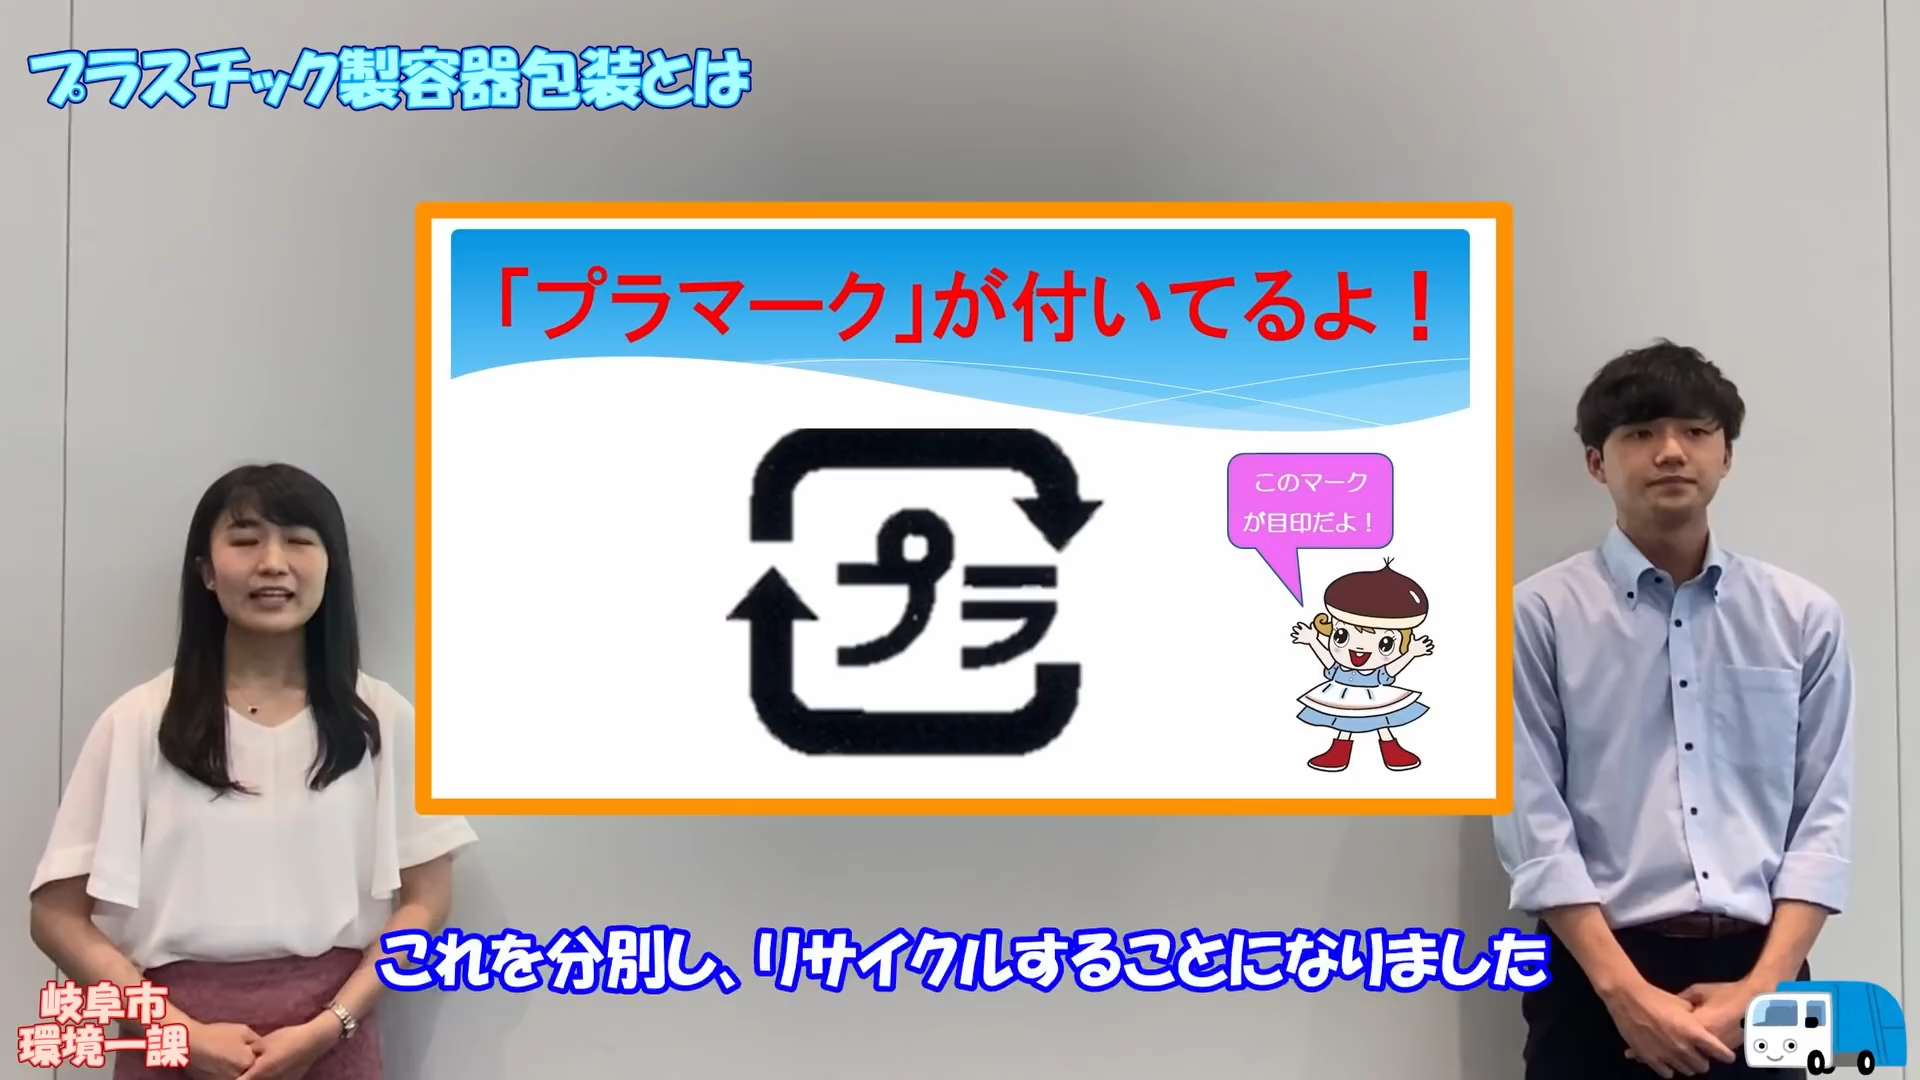 プラスチック製容器包装とは
「プラマーク」が付いてるよ！
プラ
このマーク
が目印だよ！
これを分別し、リサイクルすることになりました
岐阜市
環境一課